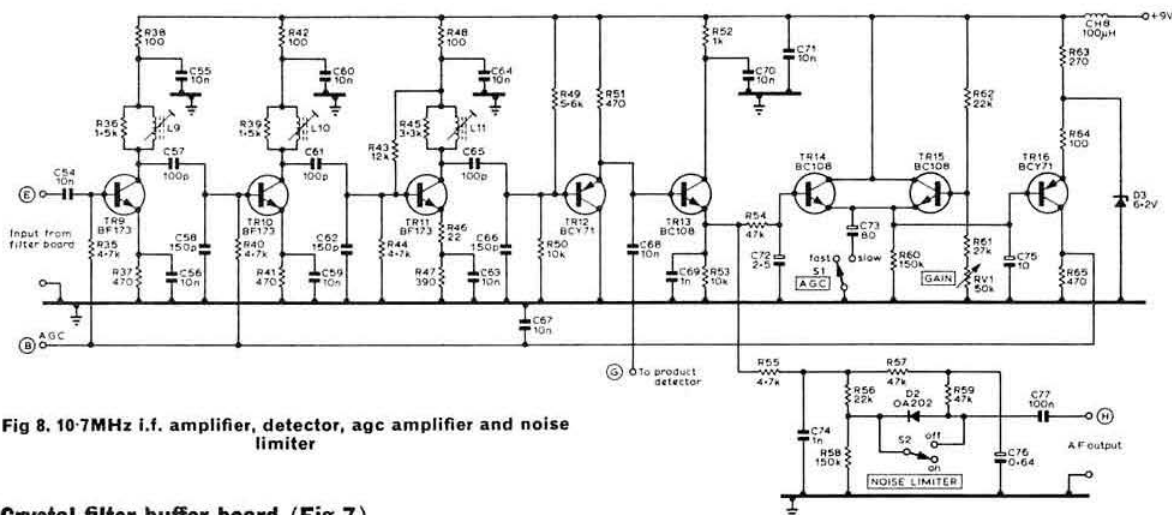 CH8
100µH
+9V
R38
100
R42
100
R48
100
R52
1k
C71
10n
R63
270
C55
10n
C60
10n
C64
10n
C70
10n
R49
5·6k
R51
470
R62
22k
R36
1·5k
L9
R39
1·5k
L10
R45
3·3k
L11
R43
12k
R64
100
C57
100p
C61
100p
C65
100p
TR14
BC108
TR15
BC108
TR16
BCY71
D3
6·2V
C54
10n
E
Input from
filter board
TR9
BF173
TR10
BF173
TR11
BF173
TR12
BCY71
TR13
BC108
R35
4·7k
C58
150p
R40
4·7k
C62
150p
R44
4·7k
R46
22
C66
150p
R50
10k
C68
10n
R54
47k
C73
80
R61
27k
R37
470
C56
10n
R41
470
C59
10n
R47
390
C63
10n
C69
1n
R53
10k
C72
2·5
fast
slow
S1
AGC
R60
150k
GAIN
RV1
50k
C75
10
R65
470
C67
10n
B
AGC
G
To product
detector
R55
4·7k
R57
47k
R56
22k
D2
OA202
R59
47k
C77
100n
H
C74
1n
R58
150k
S2
off
on
C76
0·64
A.F output
NOISE LIMITER
Fig 8. 10·7MHz i.f. amplifier, detector, agc amplifier and noise
limiter
Crystal filter buffer board (Fig 7)